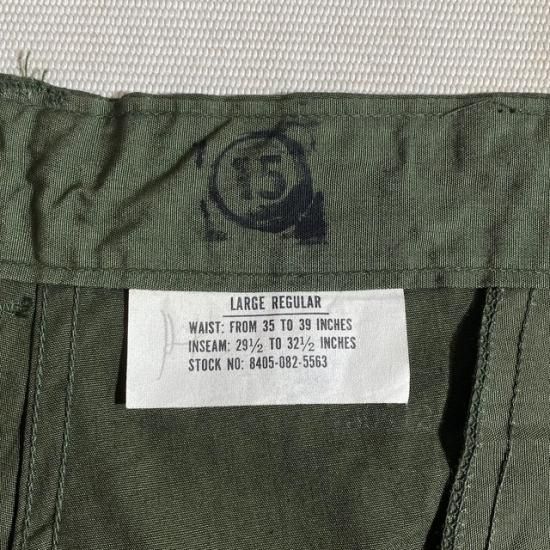 15
LARGE REGULAR
WAIST: FROM 35 TO 39 INCHES
INSEAM: 29½ TO 32½ INCHES
STOCK NO: 8405-082-5563